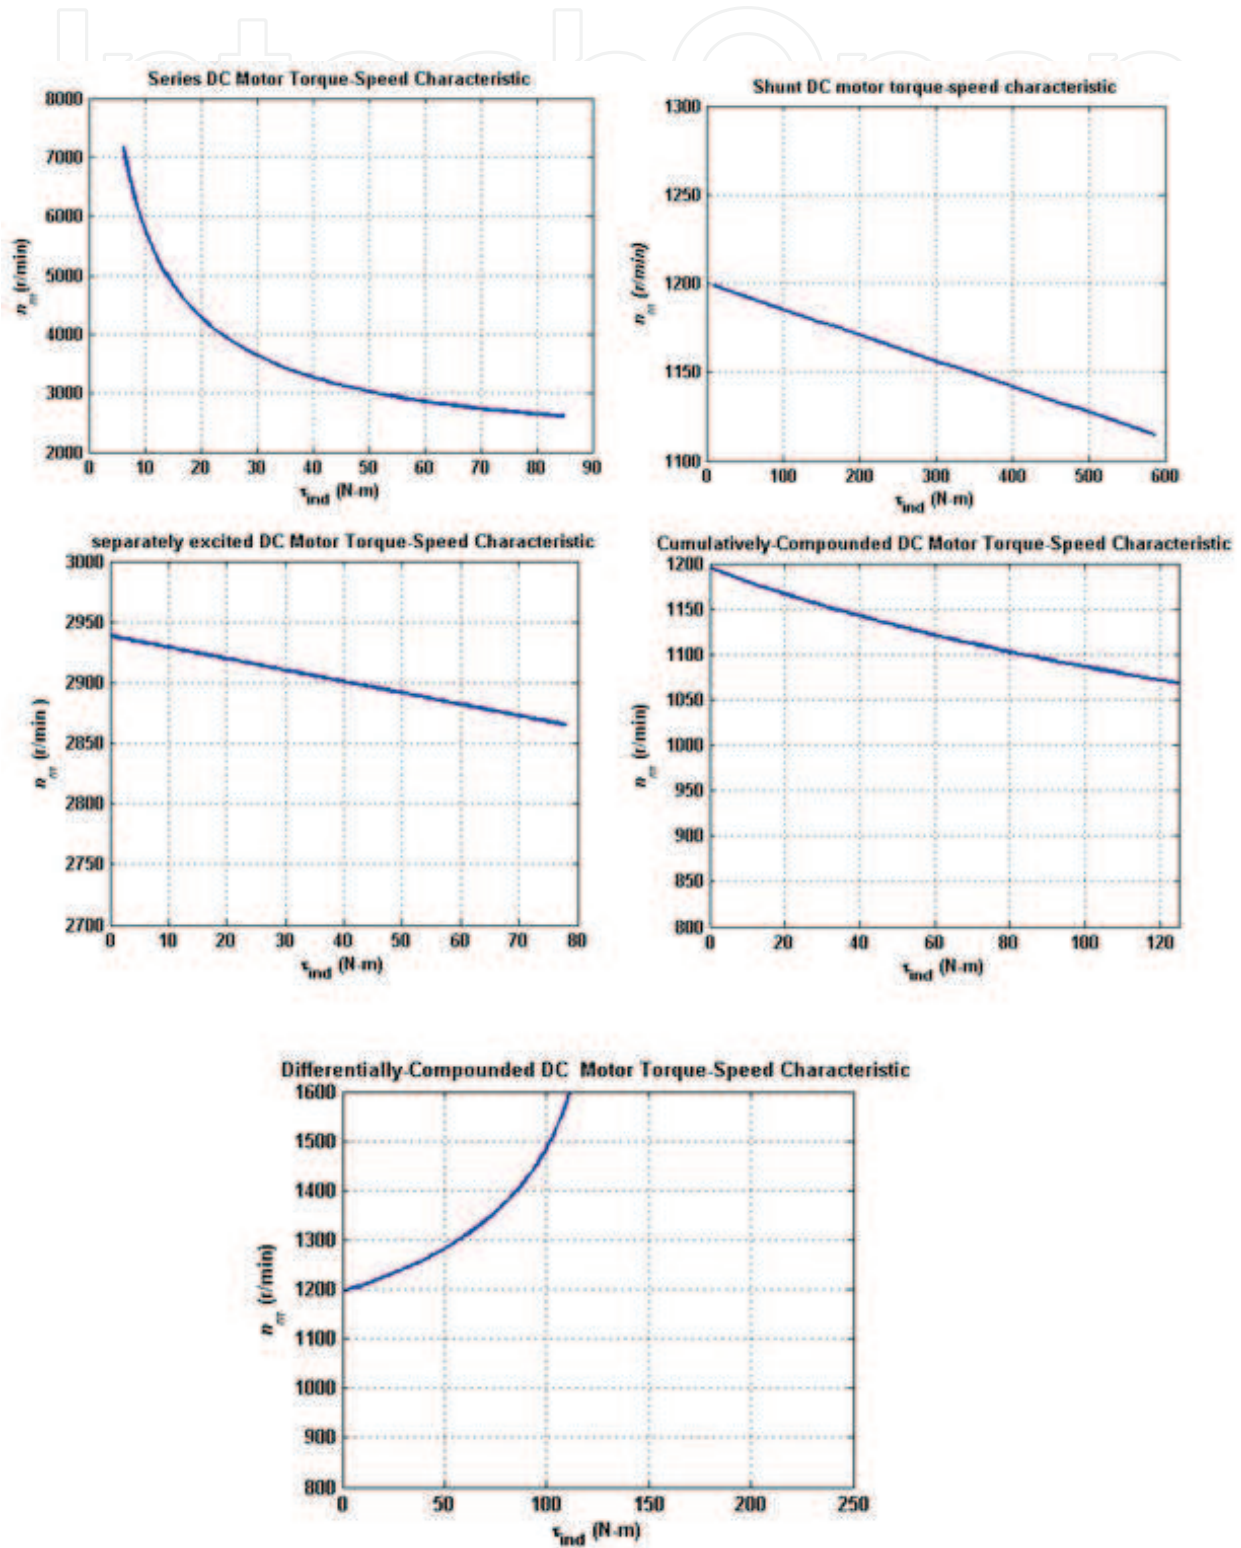 IntechOpen
Series DC Motor Torque-Speed Characteristic
8000
7000
6000
5000
4000
3000
2000
n_m (r/min)
0 10 20 30 40 50 60 70 80 90
τind (N-m)
Shunt DC motor torque-speed characteristic
1300
1250
1200
1150
1100
n_m (r/min)
0 100 200 300 400 500 600
τind (N-m)
separately excited DC Motor Torque-Speed Characteristic
3000
2950
2900
2850
2800
2750
2700
n_m (r/min )
0 10 20 30 40 50 60 70 80
τind (N-m)
Cumulatively-Compounded DC Motor Torque-Speed Characteristic
1200
1150
1100
1050
1000
950
900
850
800
n_m (r/min)
0 20 40 60 80 100 120
τind (N-m)
Differentially-Compounded DC Motor Torque-Speed Characteristic
1600
1500
1400
1300
1200
1100
1000
900
800
n_m (r/min)
0 50 100 150 200 250
τind (N-m)